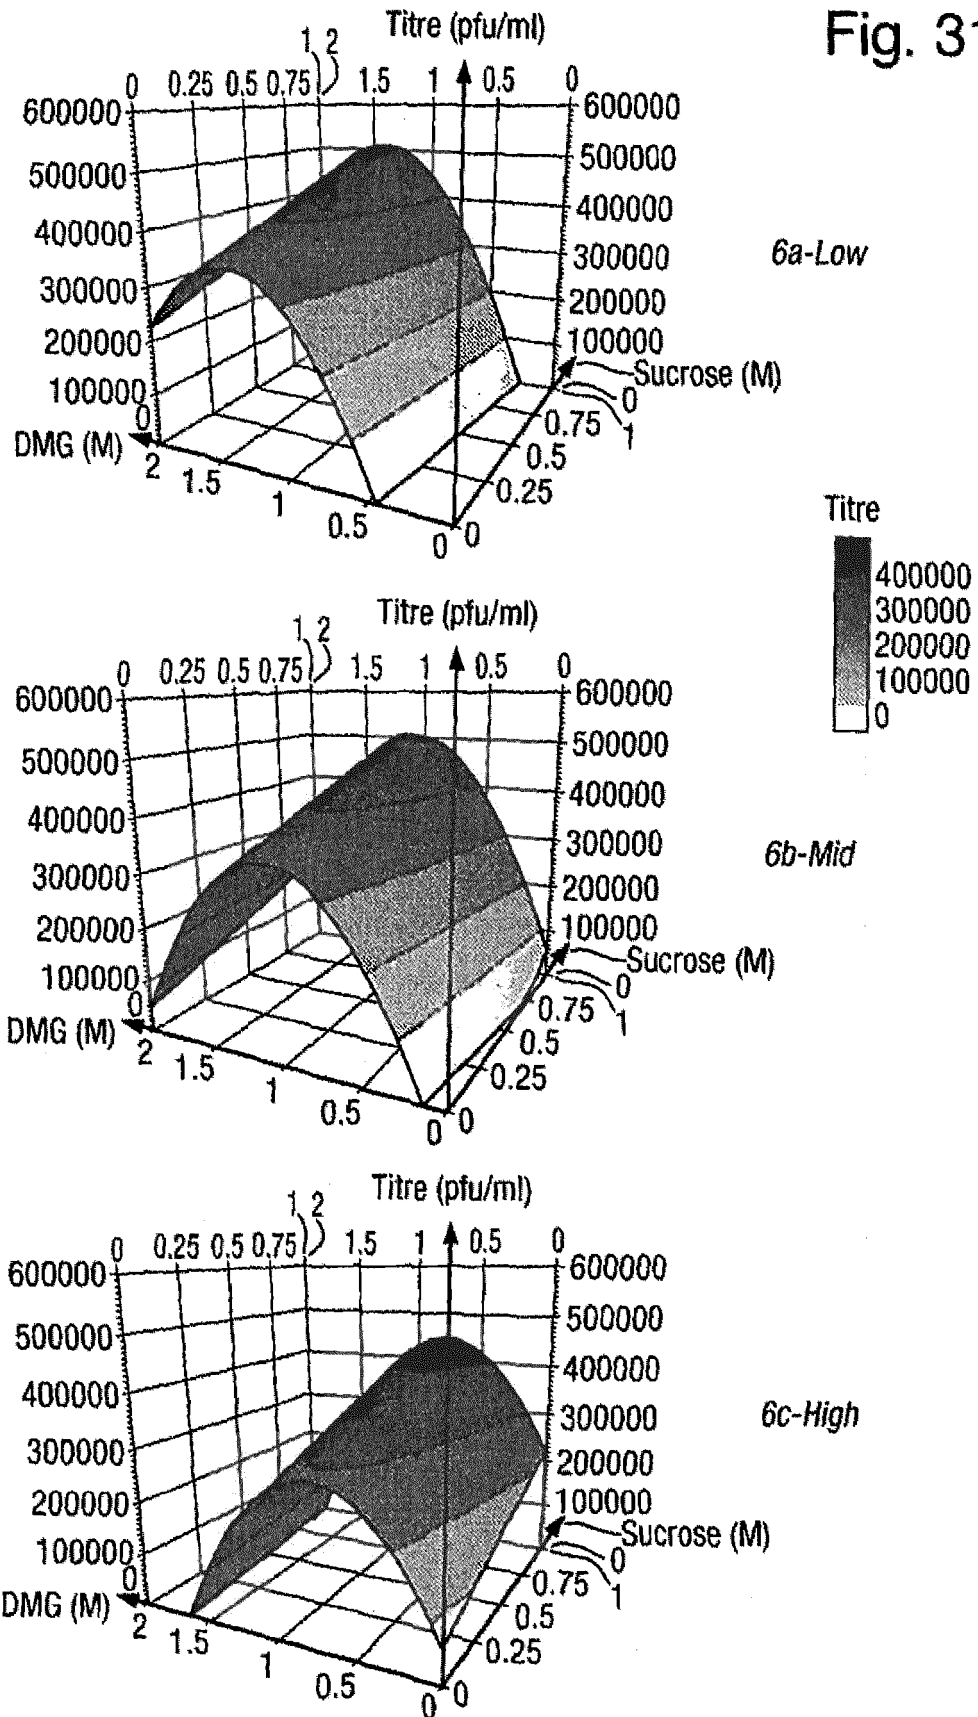 Fig. 31
Titre (pfu/ml)
1 2
0 0.25 0.5 0.75 1.5 1 0.5 0
600000 600000
500000 500000
400000 400000
300000 300000
200000 200000
100000 100000
0 0
6a-Low
Sucrose (M)
DMG (M)
2 1.5 1 0.5 0
0 0.25 0.5 0.75 1
Titre
400000
300000
200000
100000
0
Titre (pfu/ml)
1 2
0 0.25 0.5 0.75 1.5 1 0.5 0
600000 600000
500000 500000
400000 400000
300000 300000
200000 200000
100000 100000
0 0
6b-Mid
Sucrose (M)
DMG (M)
2 1.5 1 0.5 0
0 0.25 0.5 0.75 1
Titre (pfu/ml)
1 2
0 0.25 0.5 0.75 1.5 1 0.5 0
600000 600000
500000 500000
400000 400000
300000 300000
200000 200000
100000 100000
0 0
6c-High
Sucrose (M)
DMG (M)
2 1.5 1 0.5 0
0 0.25 0.5 0.75 1